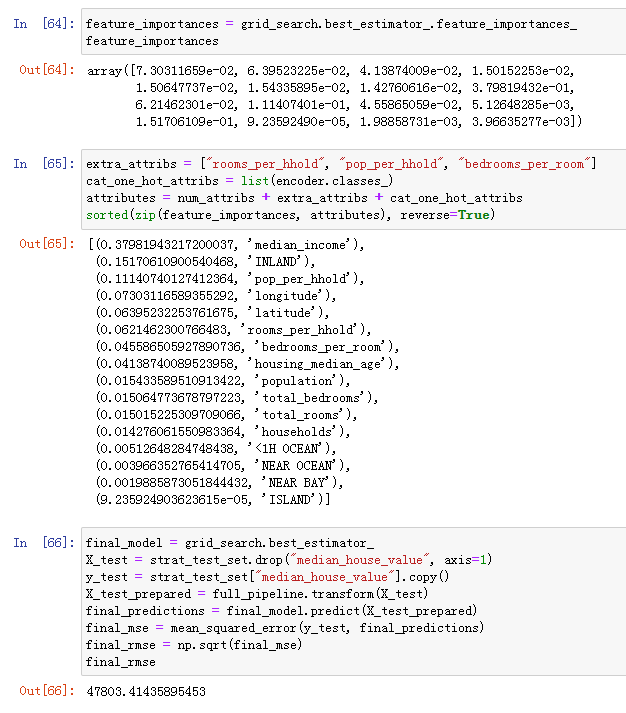 In [64]: feature_importances = grid_search.best_estimator_.feature_importances_
feature_importances
Out[64]: array([7.30311659e-02, 6.39523225e-02, 4.13874009e-02, 1.50152253e-02,
1.50647737e-02, 1.54335895e-02, 1.42760616e-02, 3.79819432e-01,
6.21462301e-02, 1.11407401e-01, 4.55865059e-02, 5.12648285e-03,
1.51706109e-01, 9.23592490e-05, 1.98858731e-03, 3.96635277e-03])
In [65]: extra_attribs = ["rooms_per_hhold", "pop_per_hhold", "bedrooms_per_room"]
cat_one_hot_attribs = list(encoder.classes_)
attributes = num_attribs + extra_attribs + cat_one_hot_attribs
sorted(zip(feature_importances, attributes), reverse=True)
Out[65]: [(0.37981943217200037, 'median_income'),
(0.15170610900540468, 'INLAND'),
(0.11140740127412364, 'pop_per_hhold'),
(0.07303116589355292, 'longitude'),
(0.06395232253761675, 'latitude'),
(0.0621462300766483, 'rooms_per_hhold'),
(0.045586505927890736, 'bedrooms_per_room'),
(0.04138740089523958, 'housing_median_age'),
(0.015433589510913422, 'population'),
(0.015064773678797223, 'total_bedrooms'),
(0.015015225309709066, 'total_rooms'),
(0.014276061550983364, 'households'),
(0.00512648284748438, '<1H OCEAN'),
(0.003966352765414705, 'NEAR OCEAN'),
(0.0019885873051844432, 'NEAR BAY'),
(9.235924903623615e-05, 'ISLAND')]
In [66]: final_model = grid_search.best_estimator_
X_test = strat_test_set.drop("median_house_value", axis=1)
y_test = strat_test_set["median_house_value"].copy()
X_test_prepared = full_pipeline.transform(X_test)
final_predictions = final_model.predict(X_test_prepared)
final_mse = mean_squared_error(y_test, final_predictions)
final_rmse = np.sqrt(final_mse)
final_rmse
Out[66]: 47803.41435895453